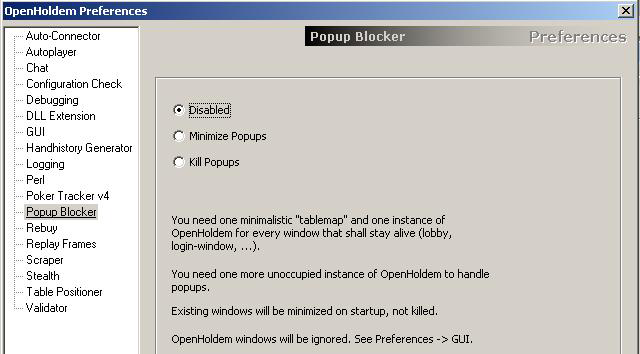 OpenHoldem Preferences
Auto-Connector
Autoplayer
Chat
Configuration Check
Debugging
DLL Extension
GUI
Handhistory Generator
Logging
Perl
Poker Tracker v4
Popup Blocker
Rebuy
Replay Frames
Scraper
Stealth
Table Positioner
Validator
Popup Blocker
Preferences
Disabled
Minimize Popups
Kill Popups
You need one minimalistic "tablemap" and one instance of
OpenHoldem for every window that shall stay alive (lobby,
login-window, ...).
You need one more unoccupied instance of OpenHoldem to handle
popups.
Existing windows will be minimized on startup, not killed.
OpenHoldem windows will be ignored. See Preferences -> GUI.